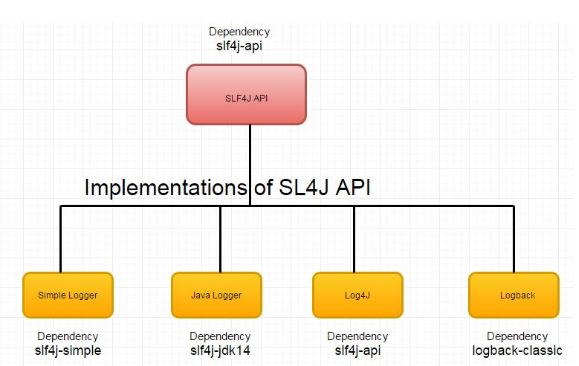 Dependency
slf4j-api
SLF4J API
Implementations of SL4J API
Simple Logger
Java Logger
Log4J
Logback
Dependency
slf4j-simple
Dependency
slf4j-jdk14
Dependency
slf4j-api
Dependency
logback-classic